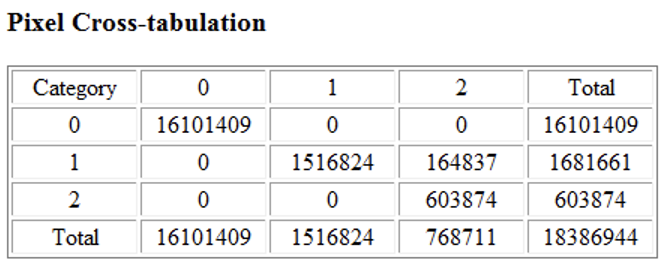 Pixel Cross-tabulation
Category 0 1 2 Total
0 16101409 0 0 16101409
1 0 1516824 164837 1681661
2 0 0 603874 603874
Total 16101409 1516824 768711 18386944